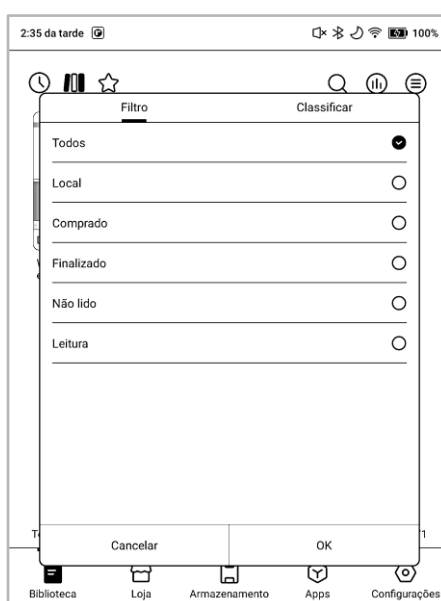 2:35 da tarde 100%
Filtro Classificar
Todos
Local
Comprado
Finalizado
Não lido
Leitura
Cancelar OK
Biblioteca Loja Armazenamento Apps Configurações